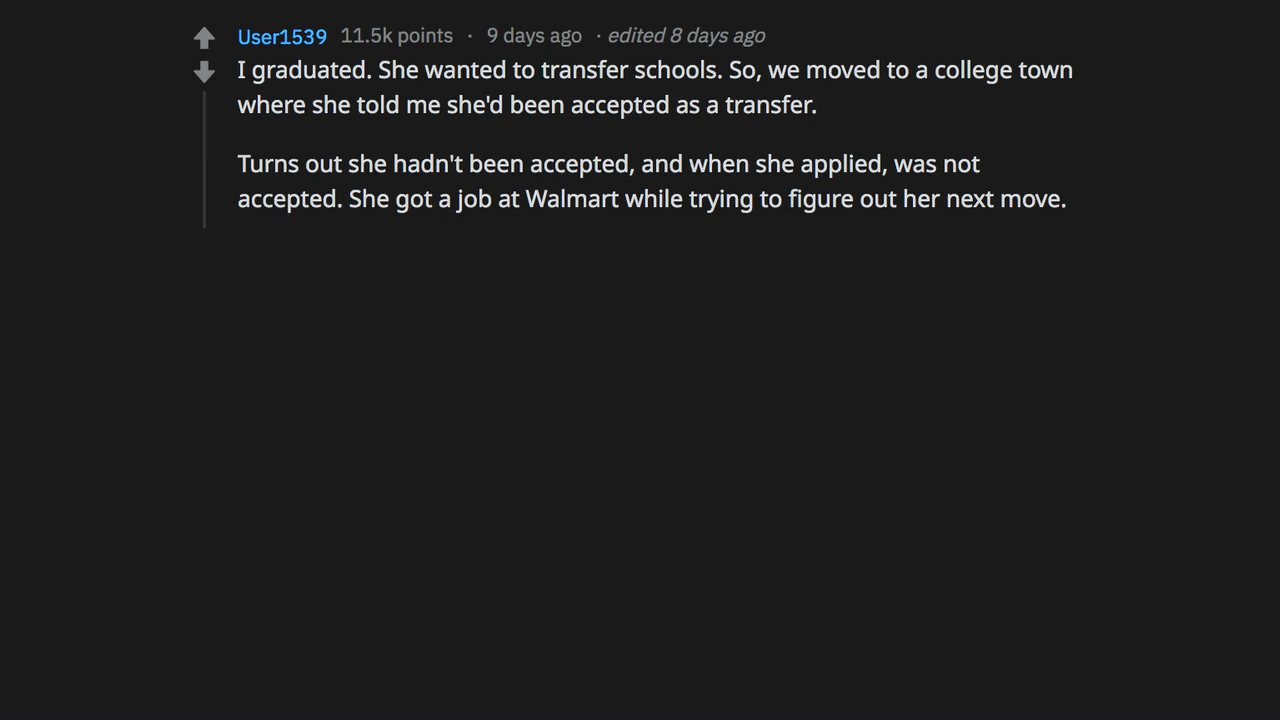 User1539 11.5k points · 9 days ago · edited 8 days ago
I graduated. She wanted to transfer schools. So, we moved to a college town
where she told me she'd been accepted as a transfer.
Turns out she hadn't been accepted, and when she applied, was not
accepted. She got a job at Walmart while trying to figure out her next move.